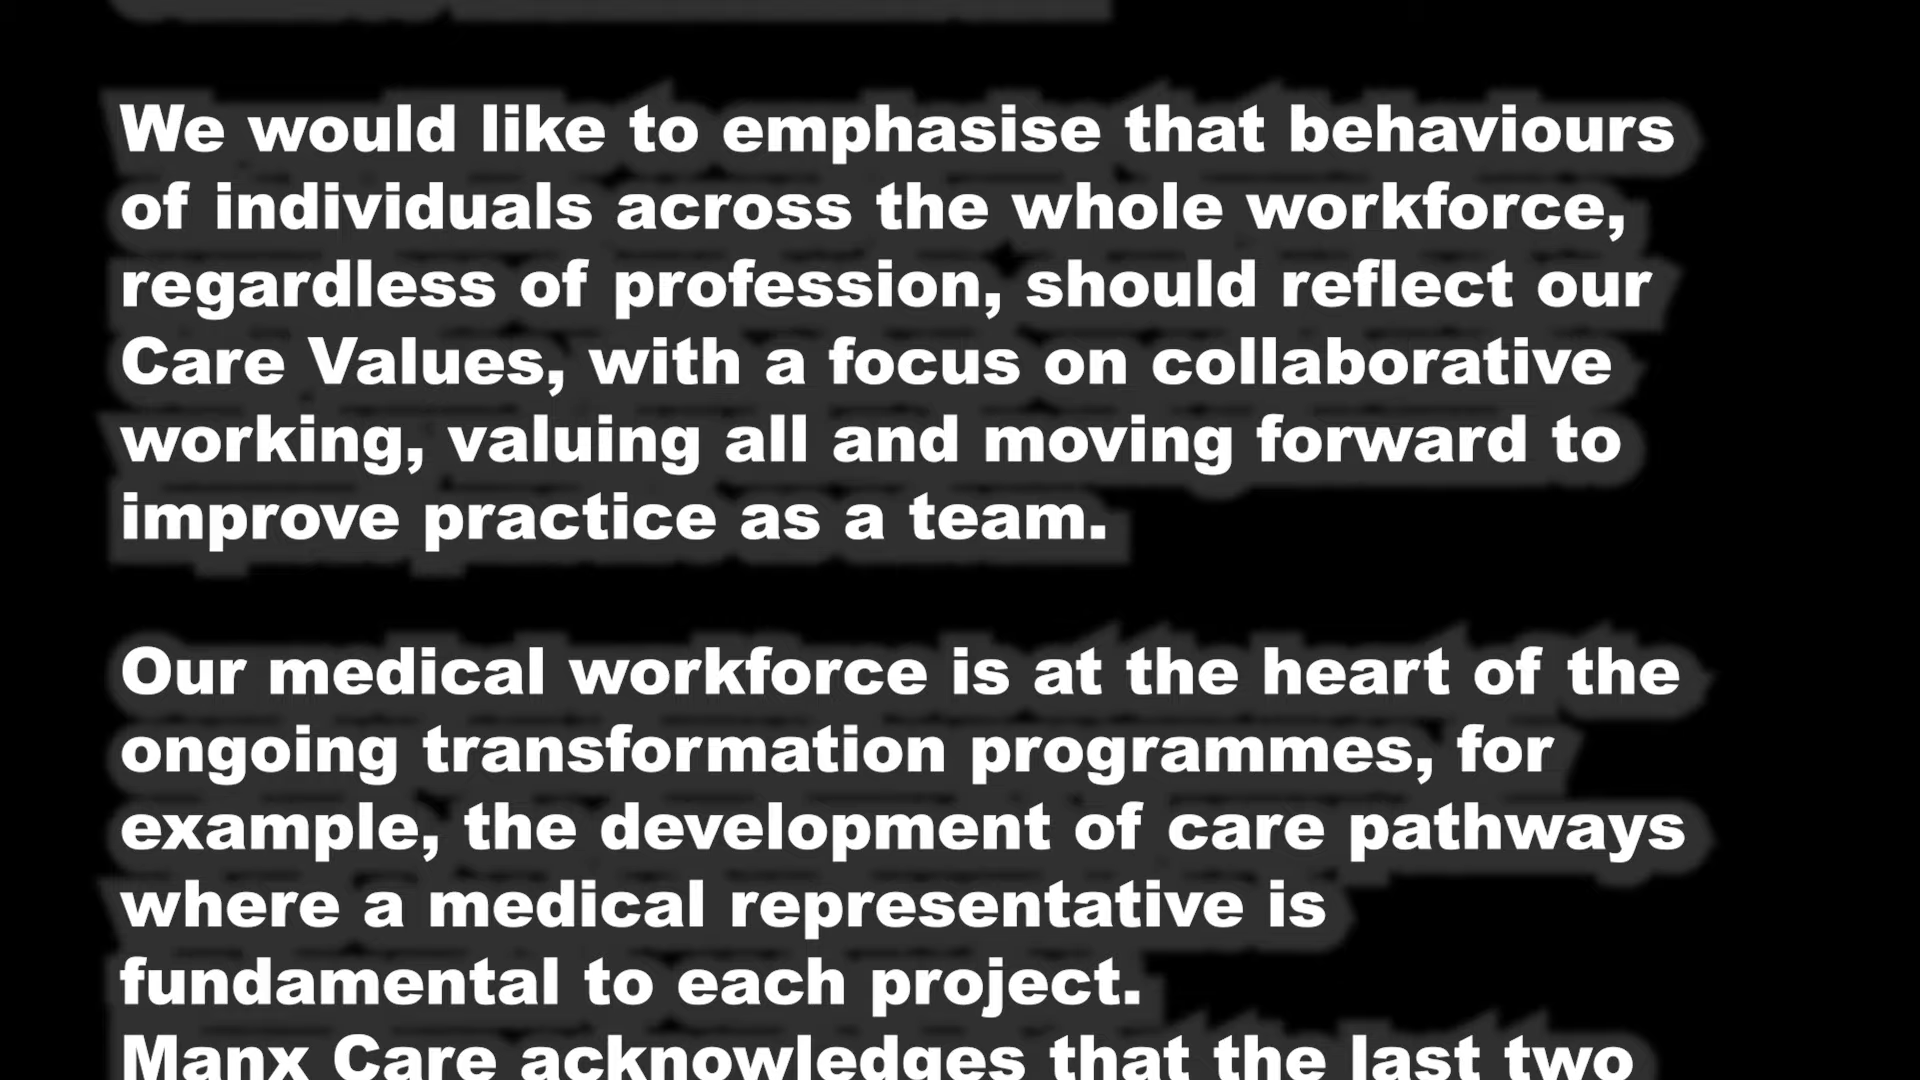 We would like to emphasise that behaviours
of individuals across the whole workforce,
regardless of profession, should reflect our
Care Values, with a focus on collaborative
working, valuing all and moving forward to
improve practice as a team.
Our medical workforce is at the heart of the
ongoing transformation programmes, for
example, the development of care pathways
where a medical representative is
fundamental to each project.
Manx Care acknowledges that the last two